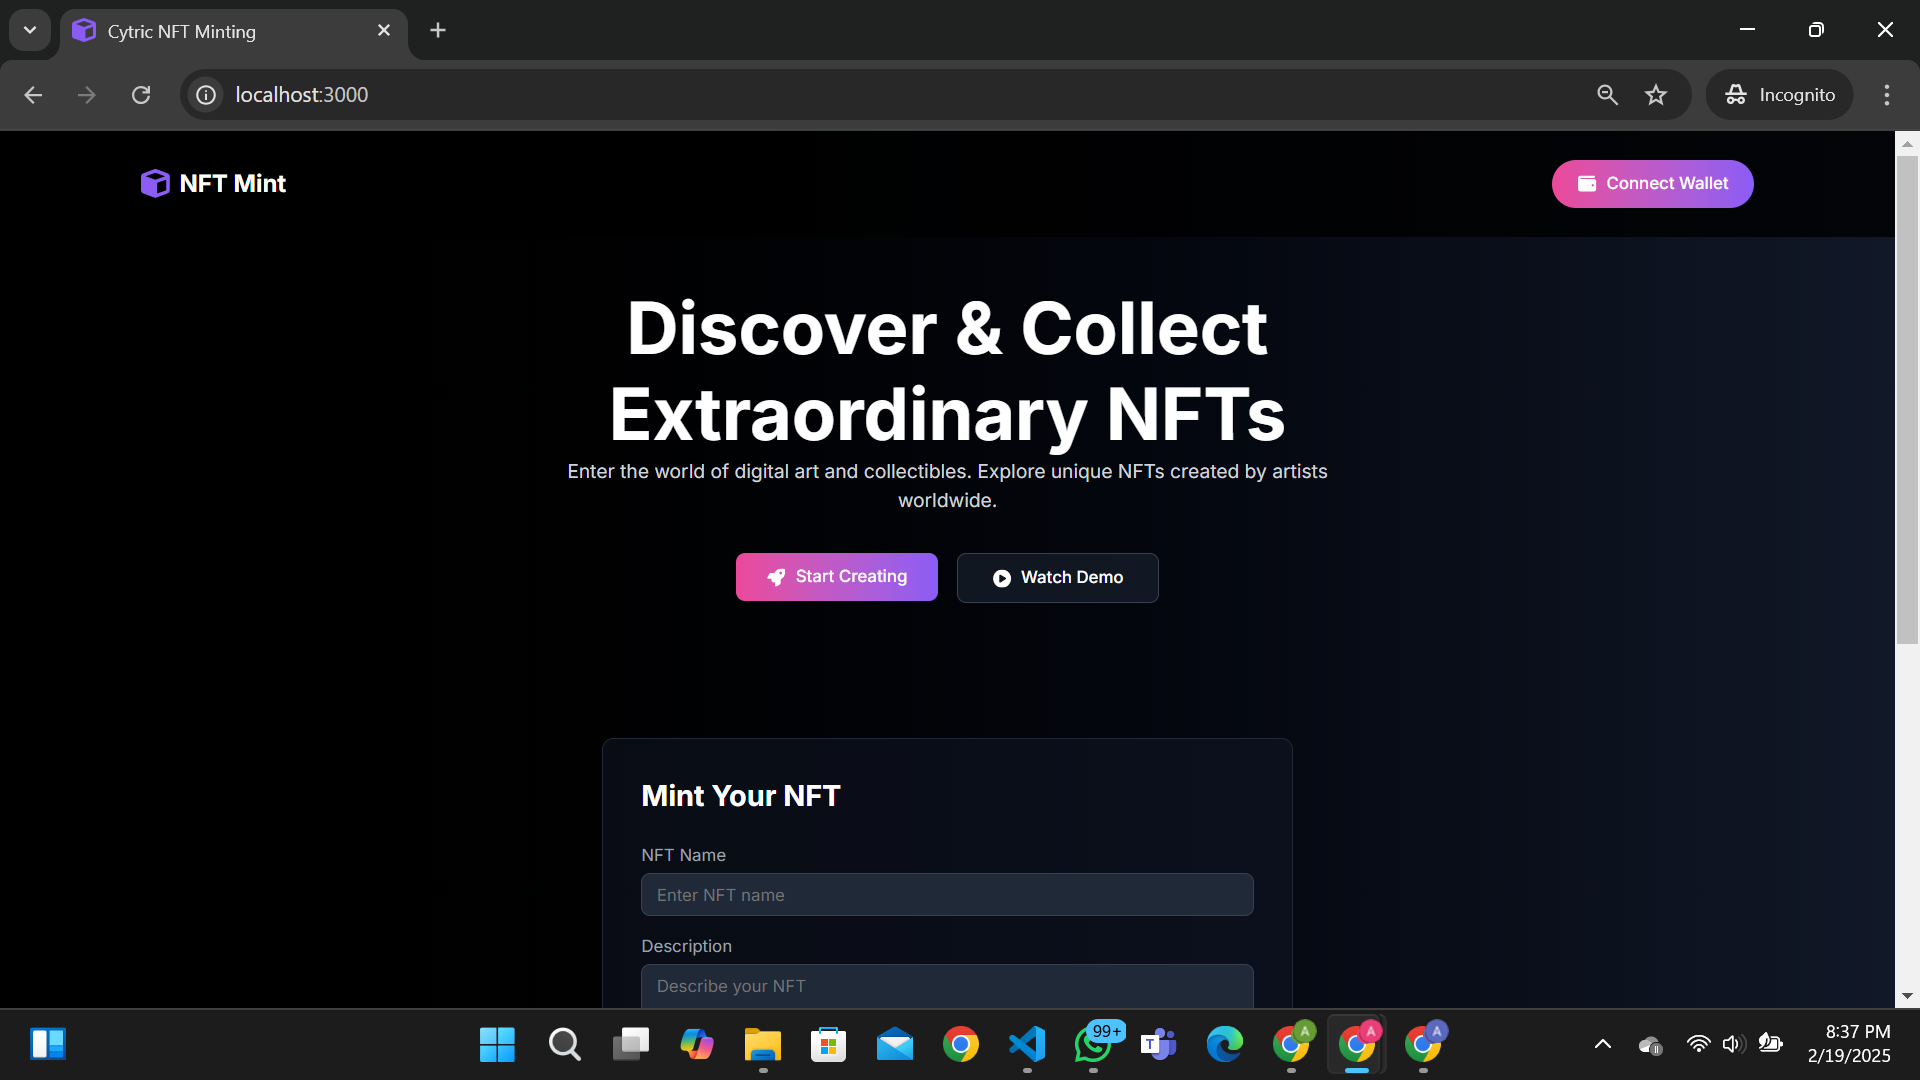 Cytric NFT Minting
localhost:3000
Incognito
NFT Mint
Connect Wallet
Discover & Collect
Extraordinary NFTs
Enter the world of digital art and collectibles. Explore unique NFTs created by artists
worldwide.
Start Creating
Watch Demo
Mint Your NFT
NFT Name
Enter NFT name
Description
Describe your NFT
99+
T
A
A
A
8:37 PM
2/19/2025